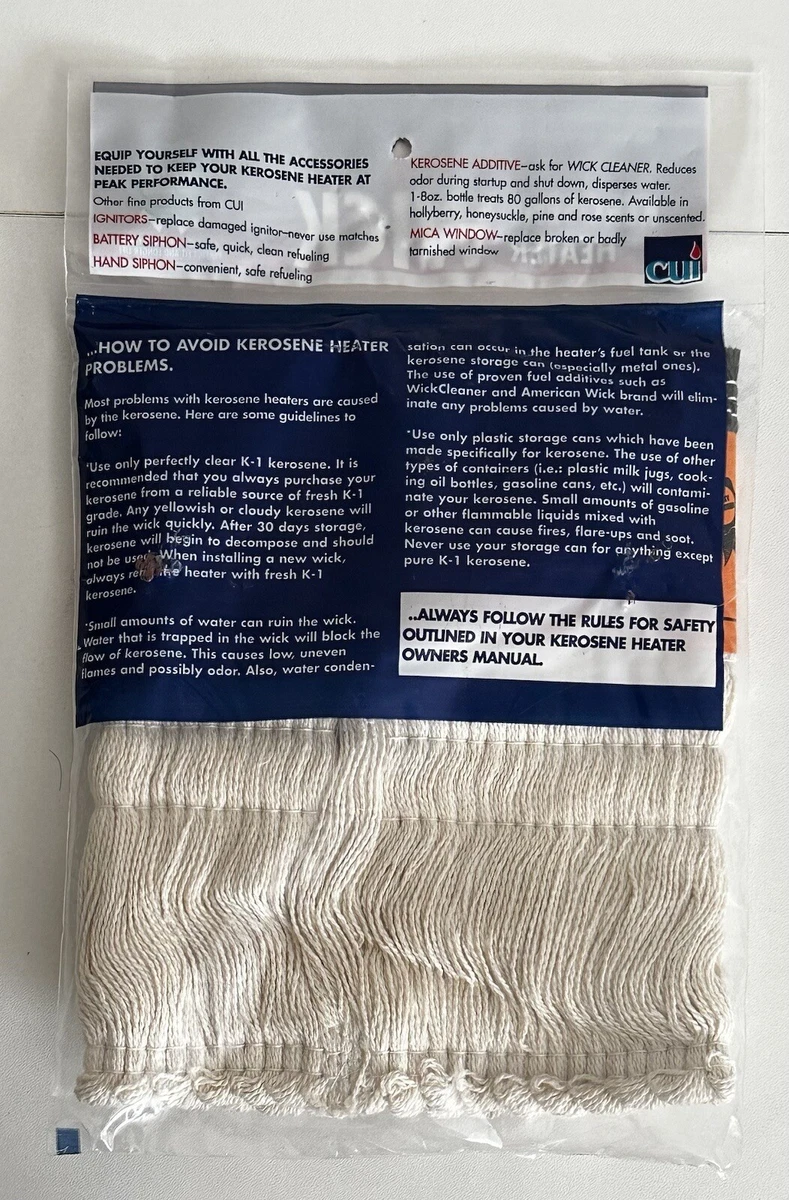 EQUIP YOURSELF WITH ALL THE ACCESSORIES
NEEDED TO KEEP YOUR KEROSENE HEATER AT
PEAK PERFORMANCE.
Other fine products from CUI
IGNITORS–replace damaged ignitor–never use matches
BATTERY SIPHON–safe, quick, clean refueling
HAND SIPHON–convenient, safe refueling
KEROSENE ADDITIVE–ask for WICK CLEANER. Reduces
odor during startup and shut down, disperses water.
1-8oz. bottle treats 80 gallons of kerosene. Available in
hollyberry, honeysuckle, pine and rose scents or unscented.
MICA WINDOW–replace broken or badly
tarnished window
cui
...HOW TO AVOID KEROSENE HEATER
PROBLEMS.
Most problems with kerosene heaters are caused
by the kerosene. Here are some guidelines to
follow:
*Use only perfectly clear K-1 kerosene. It is
recommended that you always purchase your
kerosene from a reliable source of fresh K-1
grade. Any yellowish or cloudy kerosene will
ruin the wick quickly. After 30 days storage,
kerosene will begin to decompose and should
not be used. When installing a new wick,
always heater with fresh K-1
kerosene.
*Small amounts of water can ruin the wick.
Water that is trapped in the wick will block the
flow of kerosene. This causes low, uneven
flames and possibly odor. Also, water conden-
sation can occur in the heater's fuel tank or the
kerosene storage can (especially metal ones).
The use of proven fuel additives such as
WickCleaner and American Wick brand will elim-
inate any problems caused by water.
*Use only plastic storage cans which have been
made specifically for kerosene. The use of other
types of containers (i.e.: plastic milk jugs, cook-
ing oil bottles, gasoline cans, etc.) will contami-
nate your kerosene. Small amounts of gasoline
or other flammable liquids mixed with
kerosene can cause fires, flare-ups and soot.
Never use your storage can for anything except
pure K-1 kerosene.
..ALWAYS FOLLOW THE RULES FOR SAFETY
OUTLINED IN YOUR KEROSENE HEATER
OWNERS MANUAL.